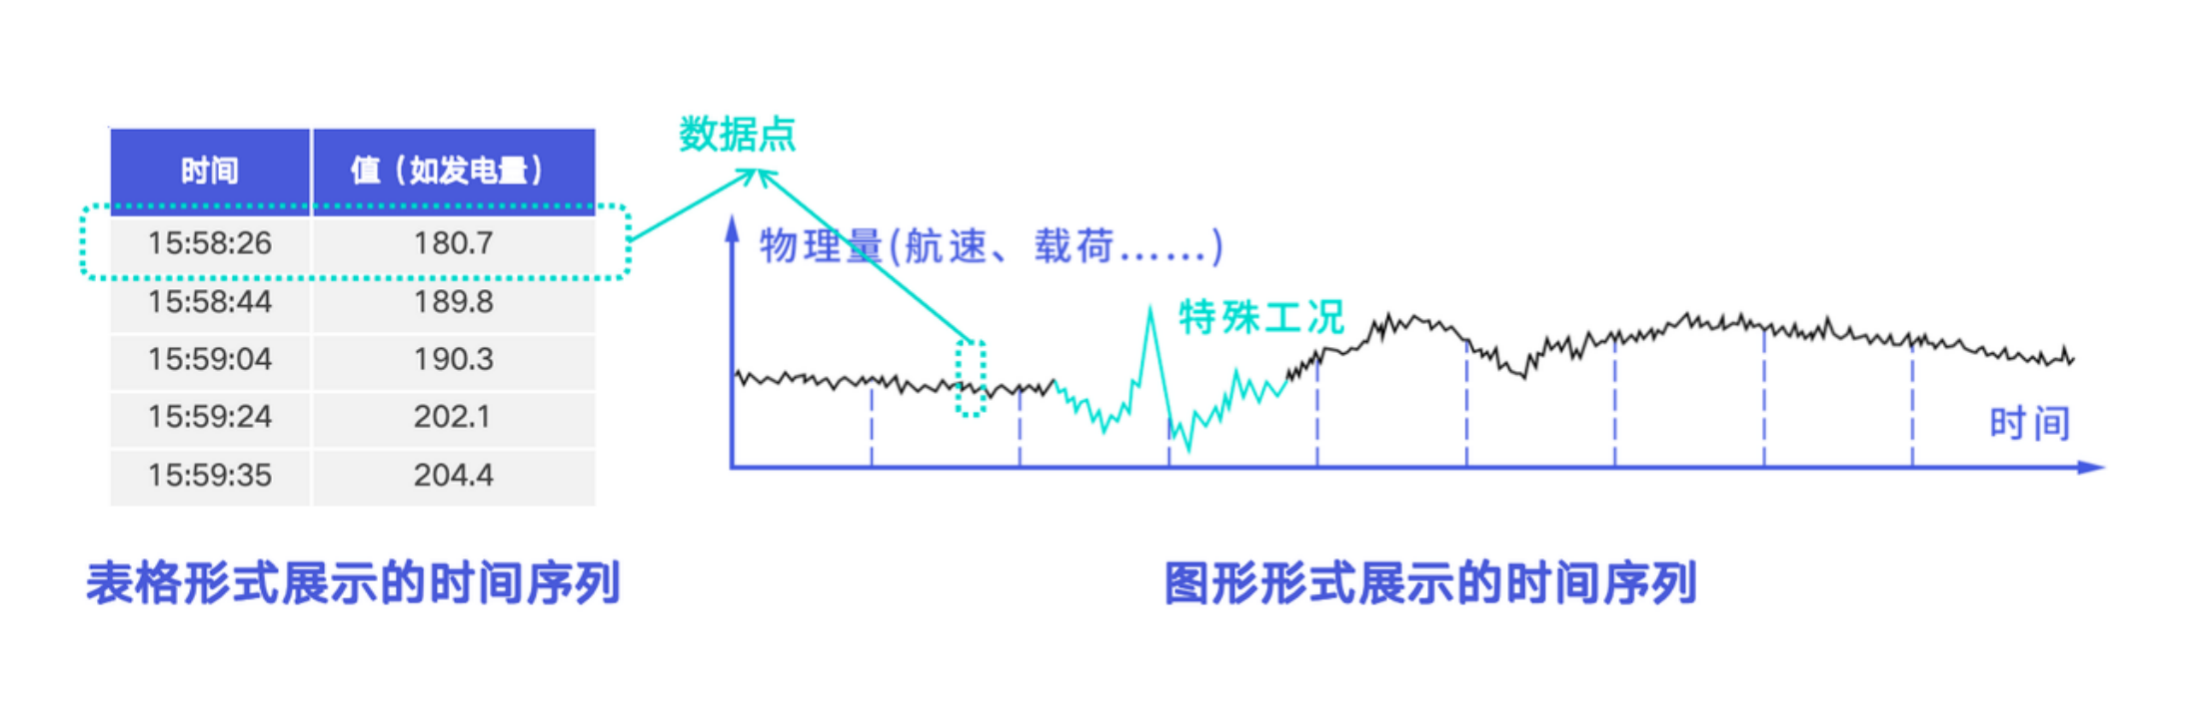 时间 值（如发电量）
15:58:26 180.7
15:58:44 189.8
15:59:04 190.3
15:59:24 202.1
15:59:35 204.4
表格形式展示的时间序列
数据点
物理量(航速、载荷……)
特殊工况
时间
图形形式展示的时间序列